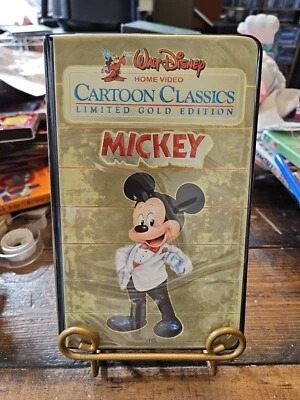 Walt Disney
HOME VIDEO
CARTOON CLASSICS
LIMITED GOLD EDITION
MICKEY